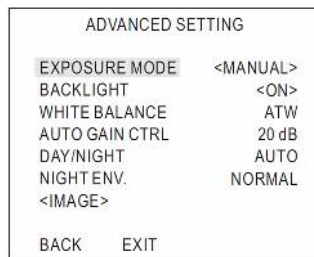 ADVANCED SETTING
EXPOSURE MODE <MANUAL>
BACKLIGHT <ON>
WHITE BALANCE ATW
AUTO GAIN CTRL 20 dB
DAY/NIGHT AUTO
NIGHT ENV. NORMAL
<IMAGE>
BACK EXIT